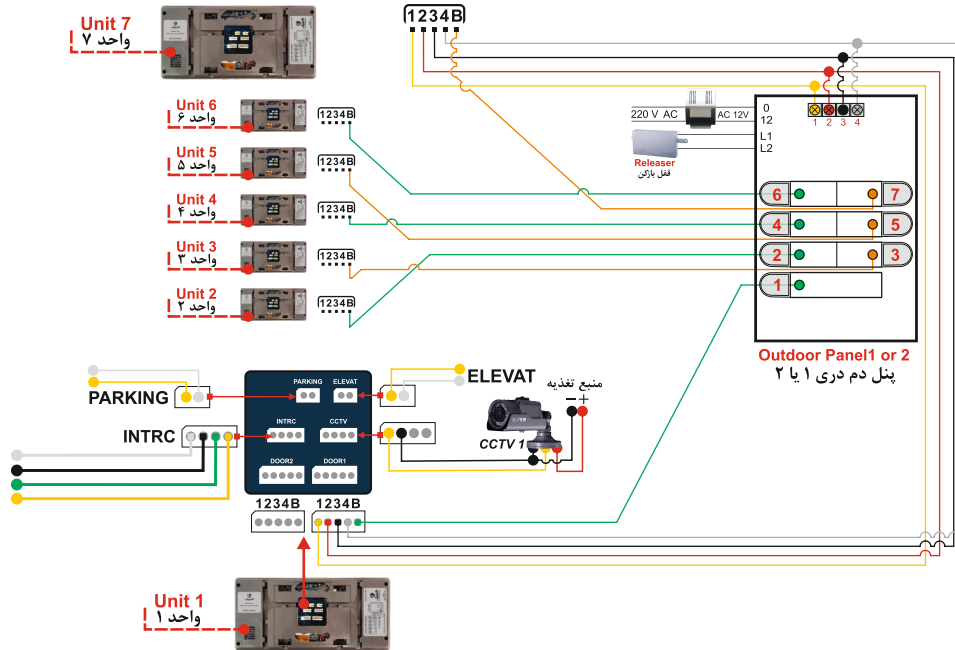 Unit 7
واحد ۷
1234B
Unit 6
واحد ۶
1234B
Unit 5
واحد ۵
1234B
Unit 4
واحد ۴
1234B
Unit 3
واحد ۳
1234B
Unit 2
واحد ۲
1234B
220 V AC
AC 12V
0
12
L1
L2
1 2 3 4
Releaser
قفل بازکن
6 7
4 5
2 3
1
Outdoor Panel1 or 2
پنل دم دری ۱ یا ۲
PARKING
PARKING
ELEVAT
ELEVAT
INTRC
INTRC
CCTV
DOOR2
DOOR1
منبع تغذیه
− +
CCTV 1
1234B
1234B
Unit 1
واحد ۱